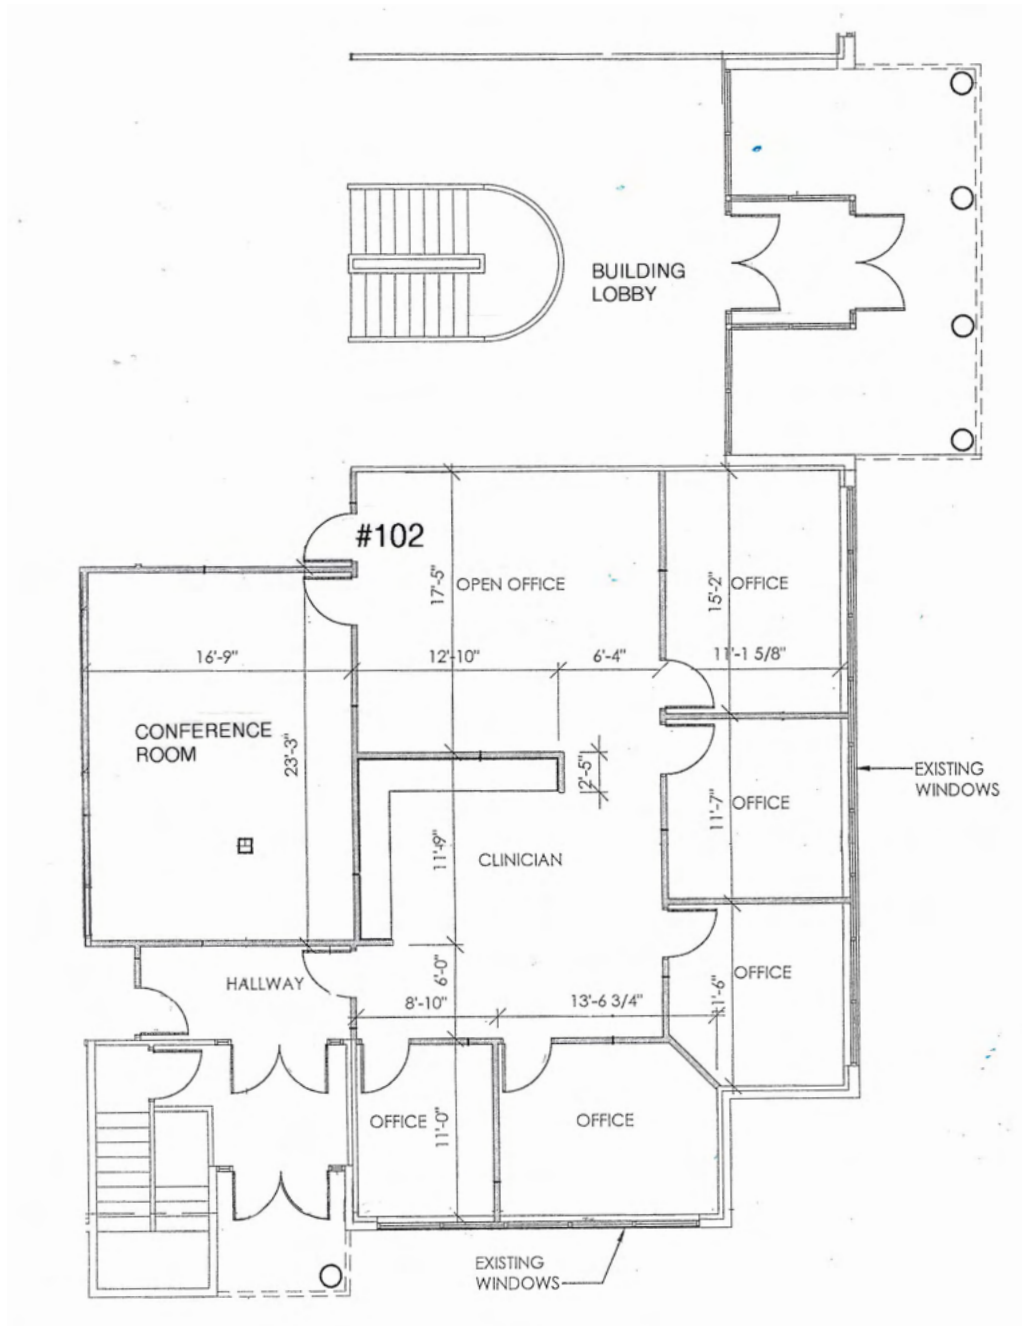 BUILDING
LOBBY
#102
17'-5"
OPEN OFFICE
15'-2"
OFFICE
16'-9"
12'-10"
6'-4"
11'-1 5/8"
CONFERENCE
ROOM
23'-3"
2'-5"
11'-7"
OFFICE
EXISTING
WINDOWS
11'-9"
CLINICIAN
HALLWAY
6'-0"
OFFICE
8'-10"
13'-6 3/4"
OFFICE
11'-0"
OFFICE
EXISTING
WINDOWS